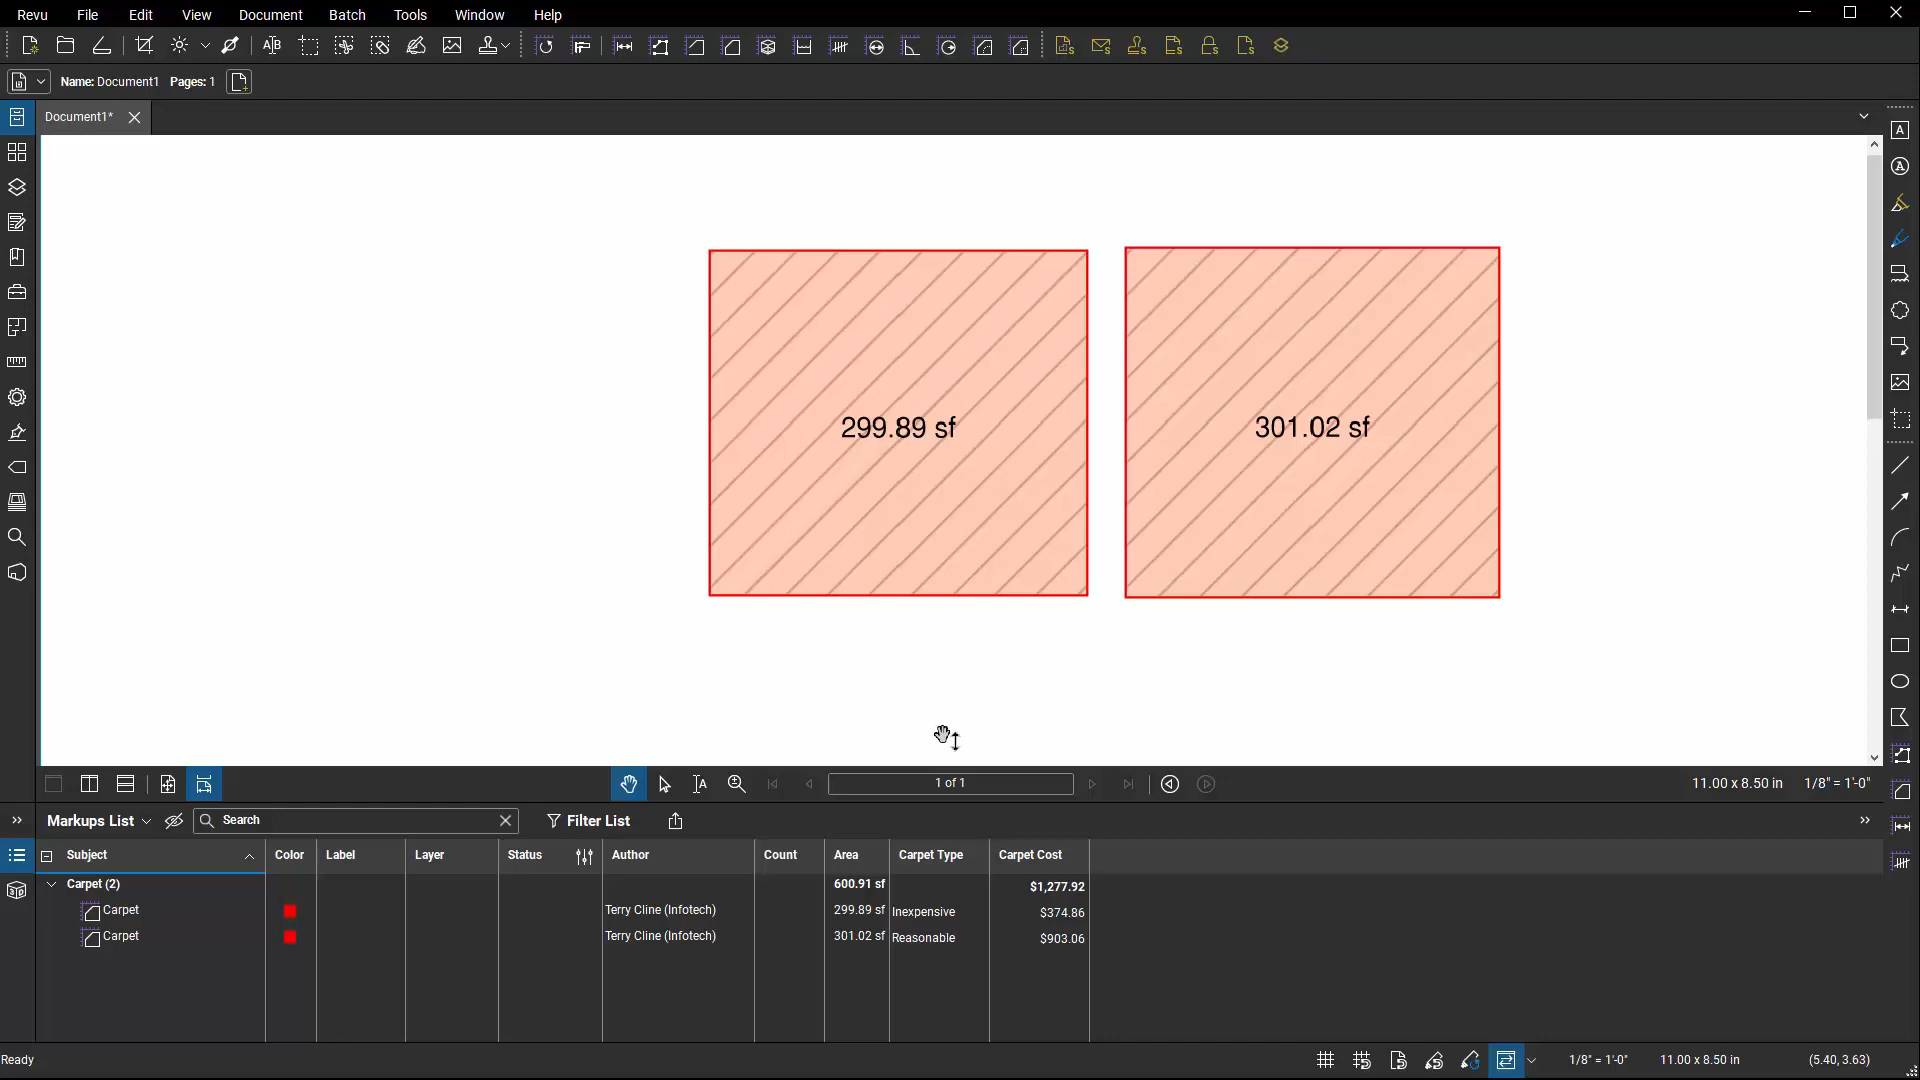 Revu File Edit View Document Batch Tools Window Help
Name: Document1 Pages: 1
Document1*
299.89 sf 301.02 sf
1 of 1 11.00 x 8.50 in 1/8" = 1'-0"
Markups List Search Filter List
Subject Color Label Layer Status Author Count Area Carpet Type Carpet Cost
Carpet (2) 600.91 sf $1,277.92
Carpet Terry Cline (Infotech) 299.89 sf Inexpensive $374.86
Carpet Terry Cline (Infotech) 301.02 sf Reasonable $903.06
Ready 1/8" = 1'-0" 11.00 x 8.50 in (5.40, 3.63)